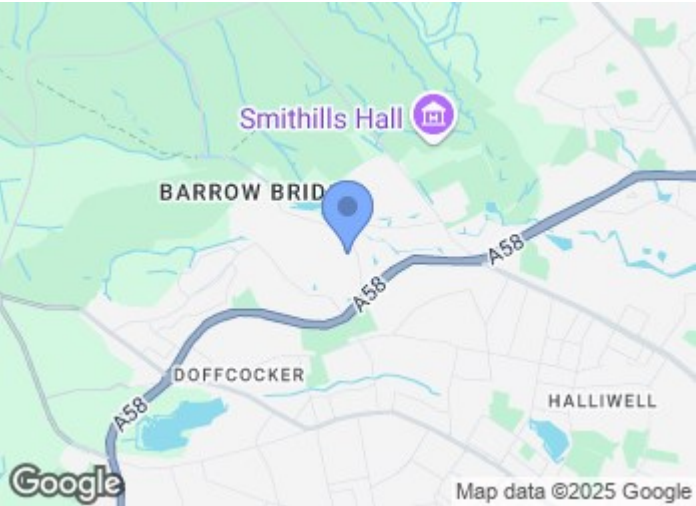 Smithills Hall
BARROW BRID
A58
A58
DOFFCOCKER
A58
HALLIWELL
Google
Map data ©2025 Google